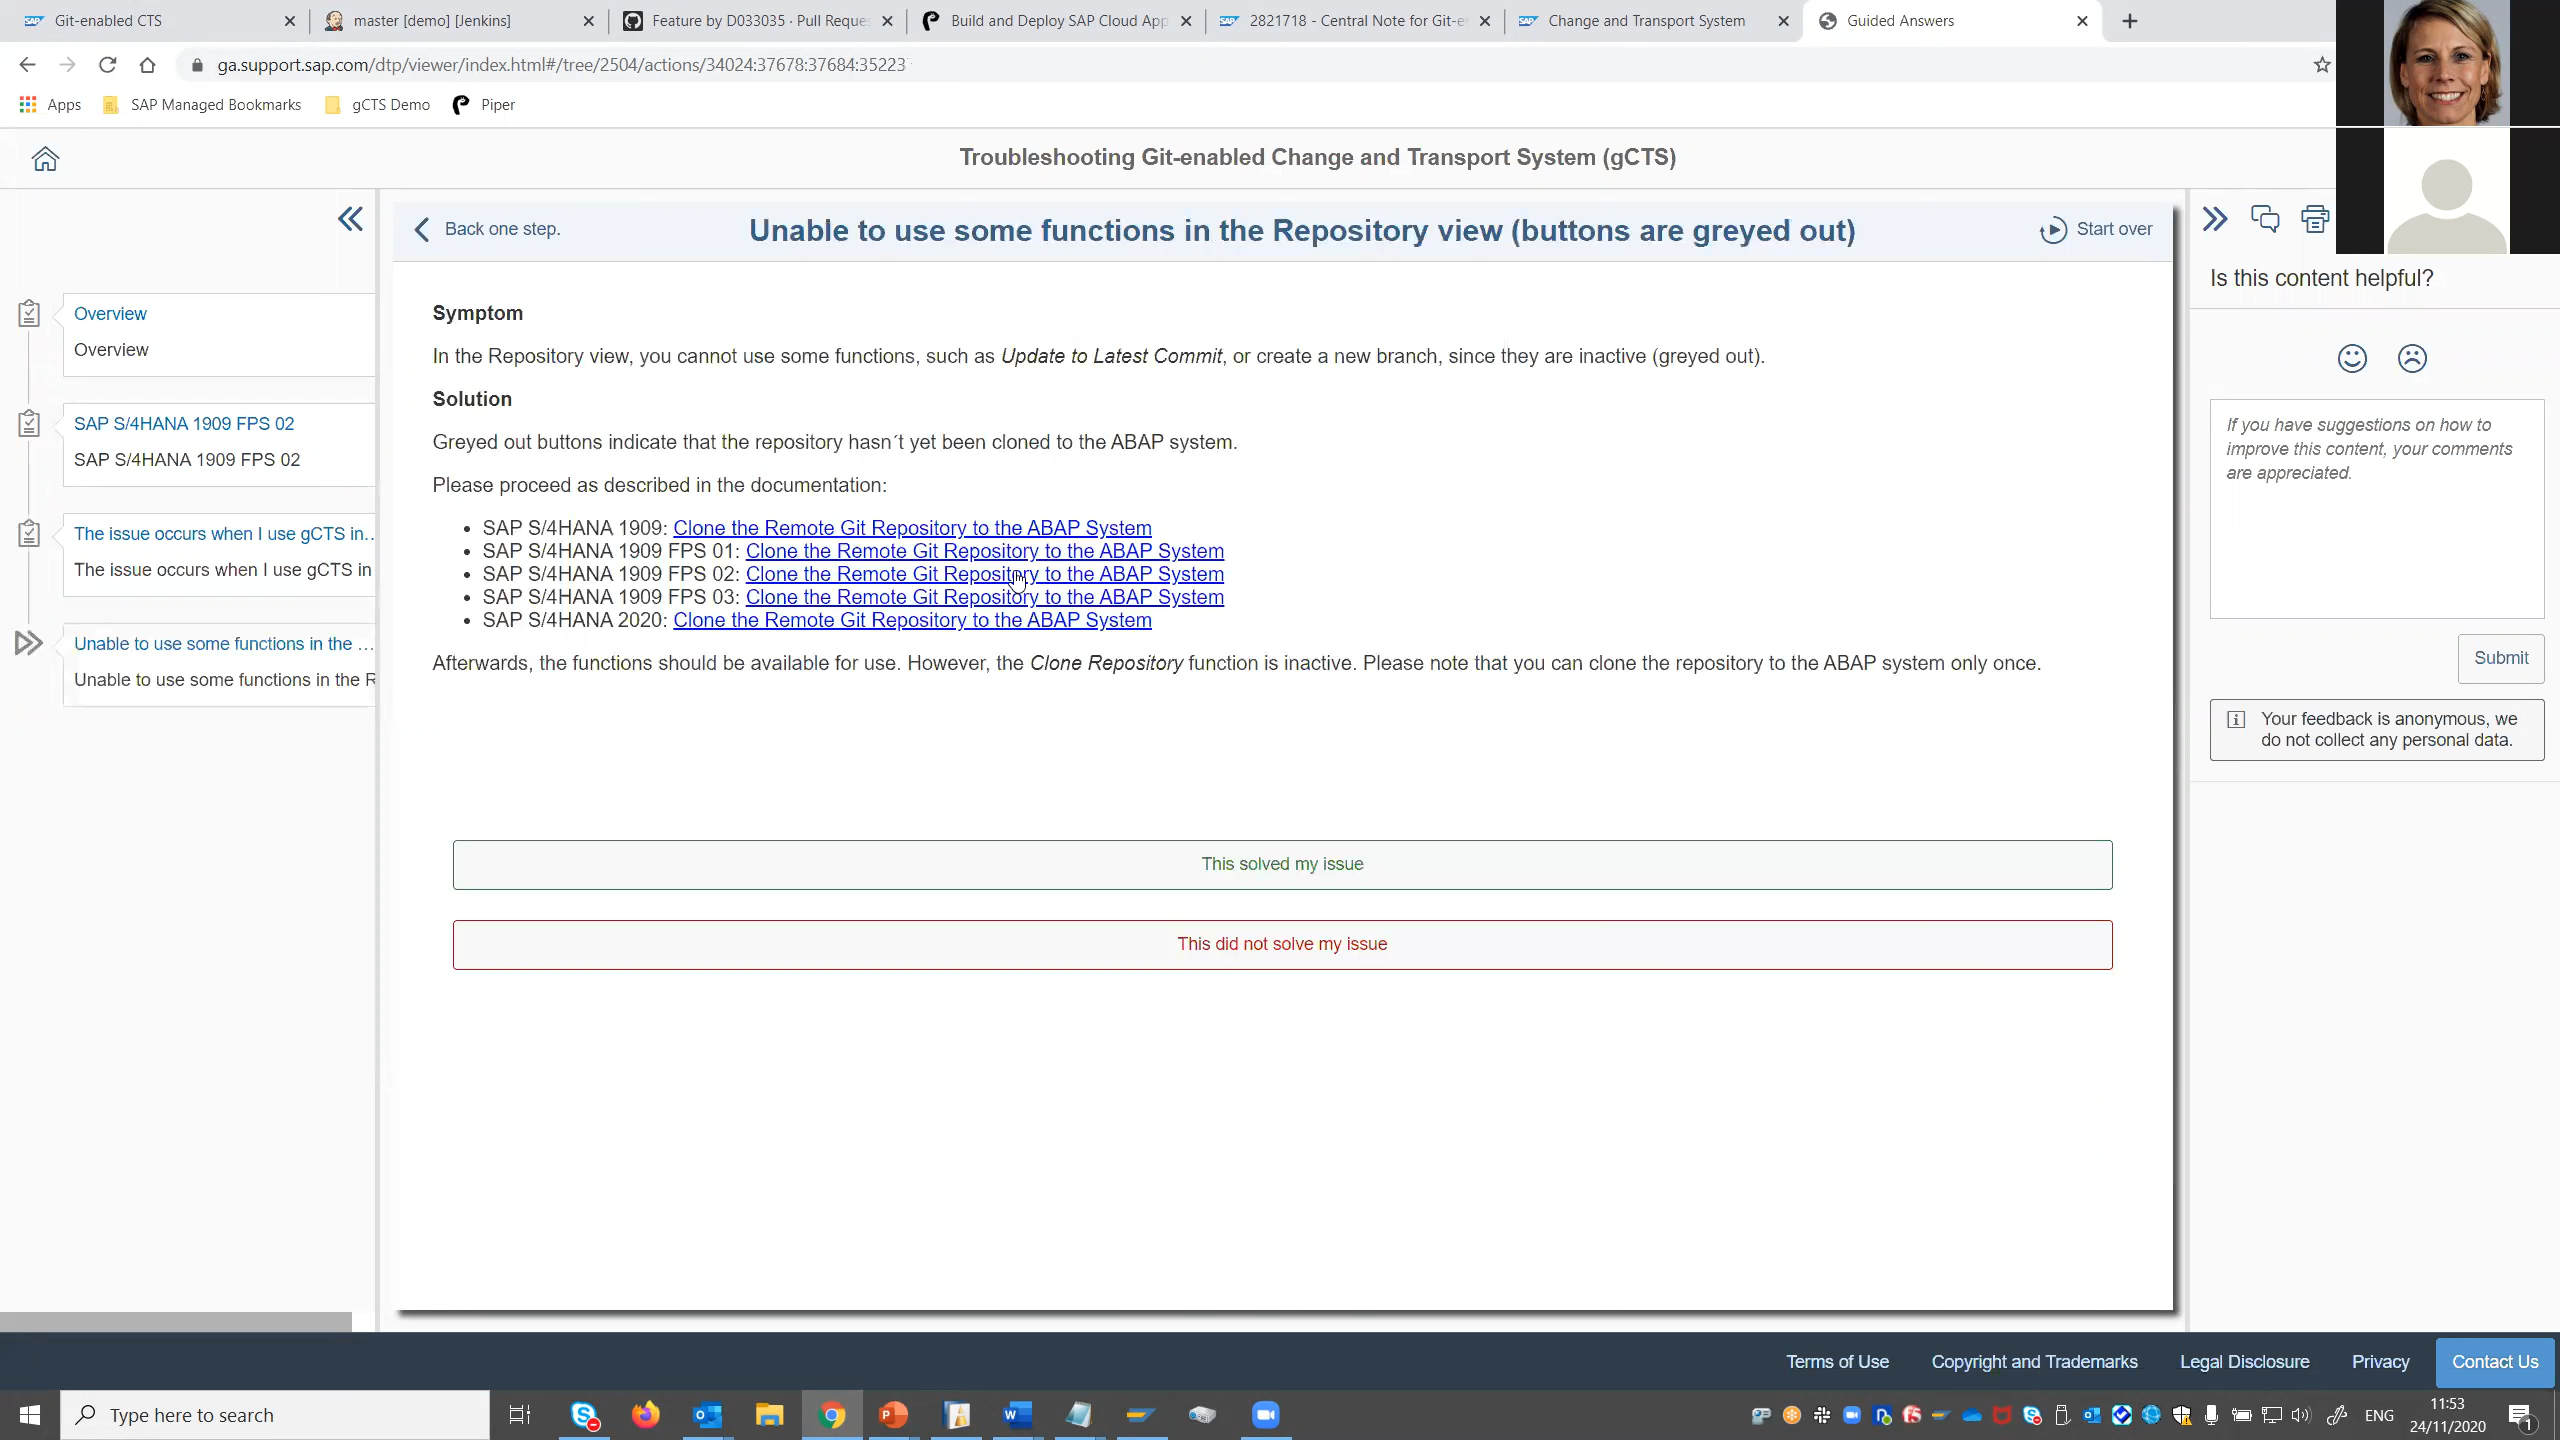 Git-enabled CTS
master [demo] [Jenkins]
Feature by D033035 · Pull Reque
Build and Deploy SAP Cloud App
2821718 - Central Note for Git-e
Change and Transport System
Guided Answers
ga.support.sap.com/dtp/viewer/index.html#/tree/2504/actions/34024:37678:37684:35223
Apps
SAP Managed Bookmarks
gCTS Demo
Piper
Troubleshooting Git-enabled Change and Transport System (gCTS)
Back one step.
Unable to use some functions in the Repository view (buttons are greyed out)
Start over
Overview
Overview
SAP S/4HANA 1909 FPS 02
SAP S/4HANA 1909 FPS 02
The issue occurs when I use gCTS in...
The issue occurs when I use gCTS in
Unable to use some functions in the ...
Unable to use some functions in the R
Symptom
In the Repository view, you cannot use some functions, such as Update to Latest Commit, or create a new branch, since they are inactive (greyed out).
Solution
Greyed out buttons indicate that the repository hasn´t yet been cloned to the ABAP system.
Please proceed as described in the documentation:
• SAP S/4HANA 1909: Clone the Remote Git Repository to the ABAP System
• SAP S/4HANA 1909 FPS 01: Clone the Remote Git Repository to the ABAP System
• SAP S/4HANA 1909 FPS 02: Clone the Remote Git Repository to the ABAP System
• SAP S/4HANA 1909 FPS 03: Clone the Remote Git Repository to the ABAP System
• SAP S/4HANA 2020: Clone the Remote Git Repository to the ABAP System
Afterwards, the functions should be available for use. However, the Clone Repository function is inactive. Please note that you can clone the repository to the ABAP system only once.
This solved my issue
This did not solve my issue
Is this content helpful?
If you have suggestions on how to
improve this content, your comments
are appreciated.
Submit
Your feedback is anonymous, we
do not collect any personal data.
Terms of Use
Copyright and Trademarks
Legal Disclosure
Privacy
Contact Us
Type here to search
ENG
11:53
24/11/2020